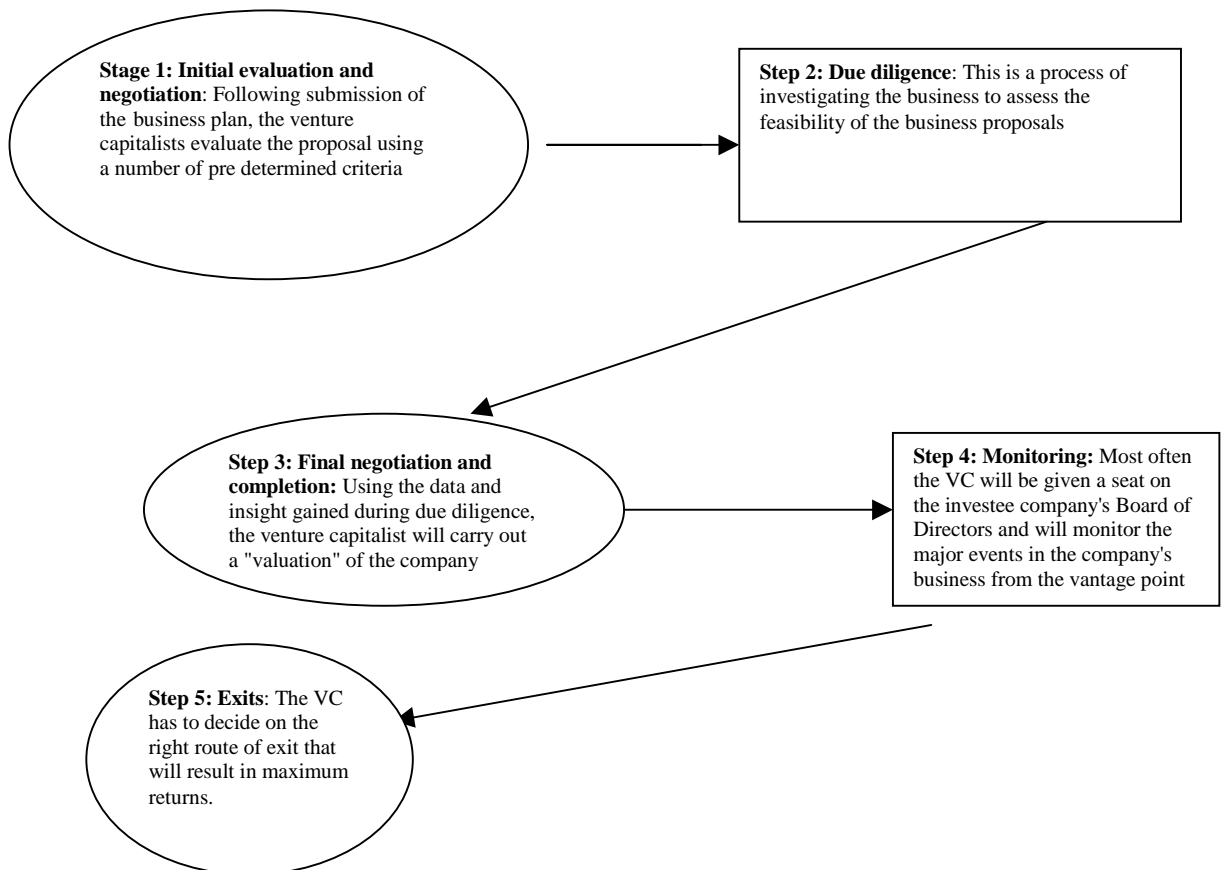 Stage 1: Initial evaluation and
negotiation: Following submission of
the business plan, the venture
capitalists evaluate the proposal using
a number of pre determined criteria
Step 2: Due diligence: This is a process of
investigating the business to assess the
feasibility of the business proposals
Step 3: Final negotiation and
completion: Using the data and
insight gained during due diligence,
the venture capitalist will carry out
a "valuation" of the company
Step 4: Monitoring: Most often
the VC will be given a seat on
the investee company's Board of
Directors and will monitor the
major events in the company's
business from the vantage point
Step 5: Exits: The VC
has to decide on the
right route of exit that
will result in maximum
returns.